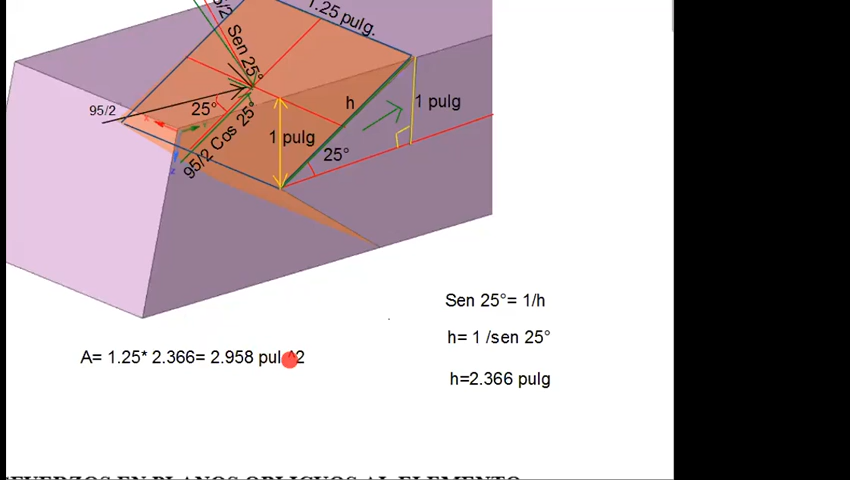 1.25 pulg.
Sen 25°
95/2
25°
95/2 Cos 25°
h
1 pulg
1 pulg
25°
Sen 25°= 1/h
h= 1 /sen 25°
A= 1.25* 2.366= 2.958 pul ^2
h=2.366 pulg